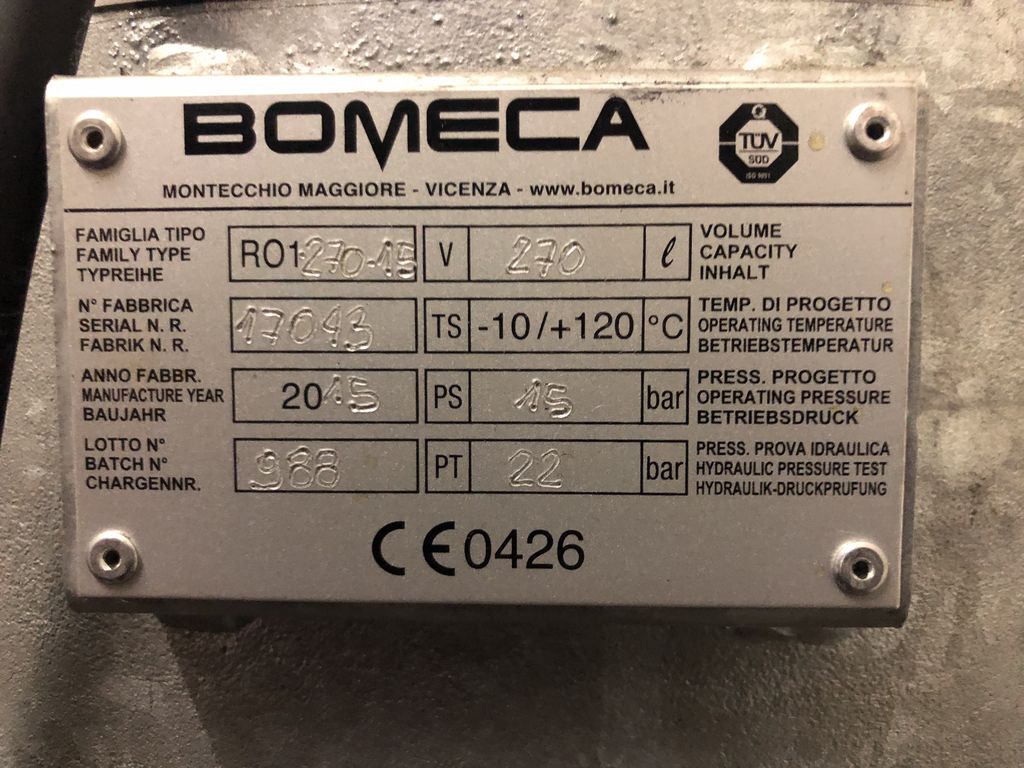 BOMECA
TÜV
SÜD
ISO 9001
MONTECCHIO MAGGIORE - VICENZA - www.bomeca.it
FAMIGLIA TIPO
FAMILY TYPE
TYPREIHE
R01 270-15
V 270 ℓ
VOLUME
CAPACITY
INHALT
N° FABBRICA
SERIAL N. R.
FABRIK N. R.
17043
TS -10/+120 °C
TEMP. DI PROGETTO
OPERATING TEMPERATURE
BETRIEBSTEMPERATUR
ANNO FABBR.
MANUFACTURE YEAR
BAUJAHR
2015
PS 15 bar
PRESS. PROGETTO
OPERATING PRESSURE
BETRIEBSDRUCK
LOTTO N°
BATCH N°
CHARGENNR.
988
PT 22 bar
PRESS. PROVA IDRAULICA
HYDRAULIC PRESSURE TEST
HYDRAULIK-DRUCKPRUFUNG
CE 0426